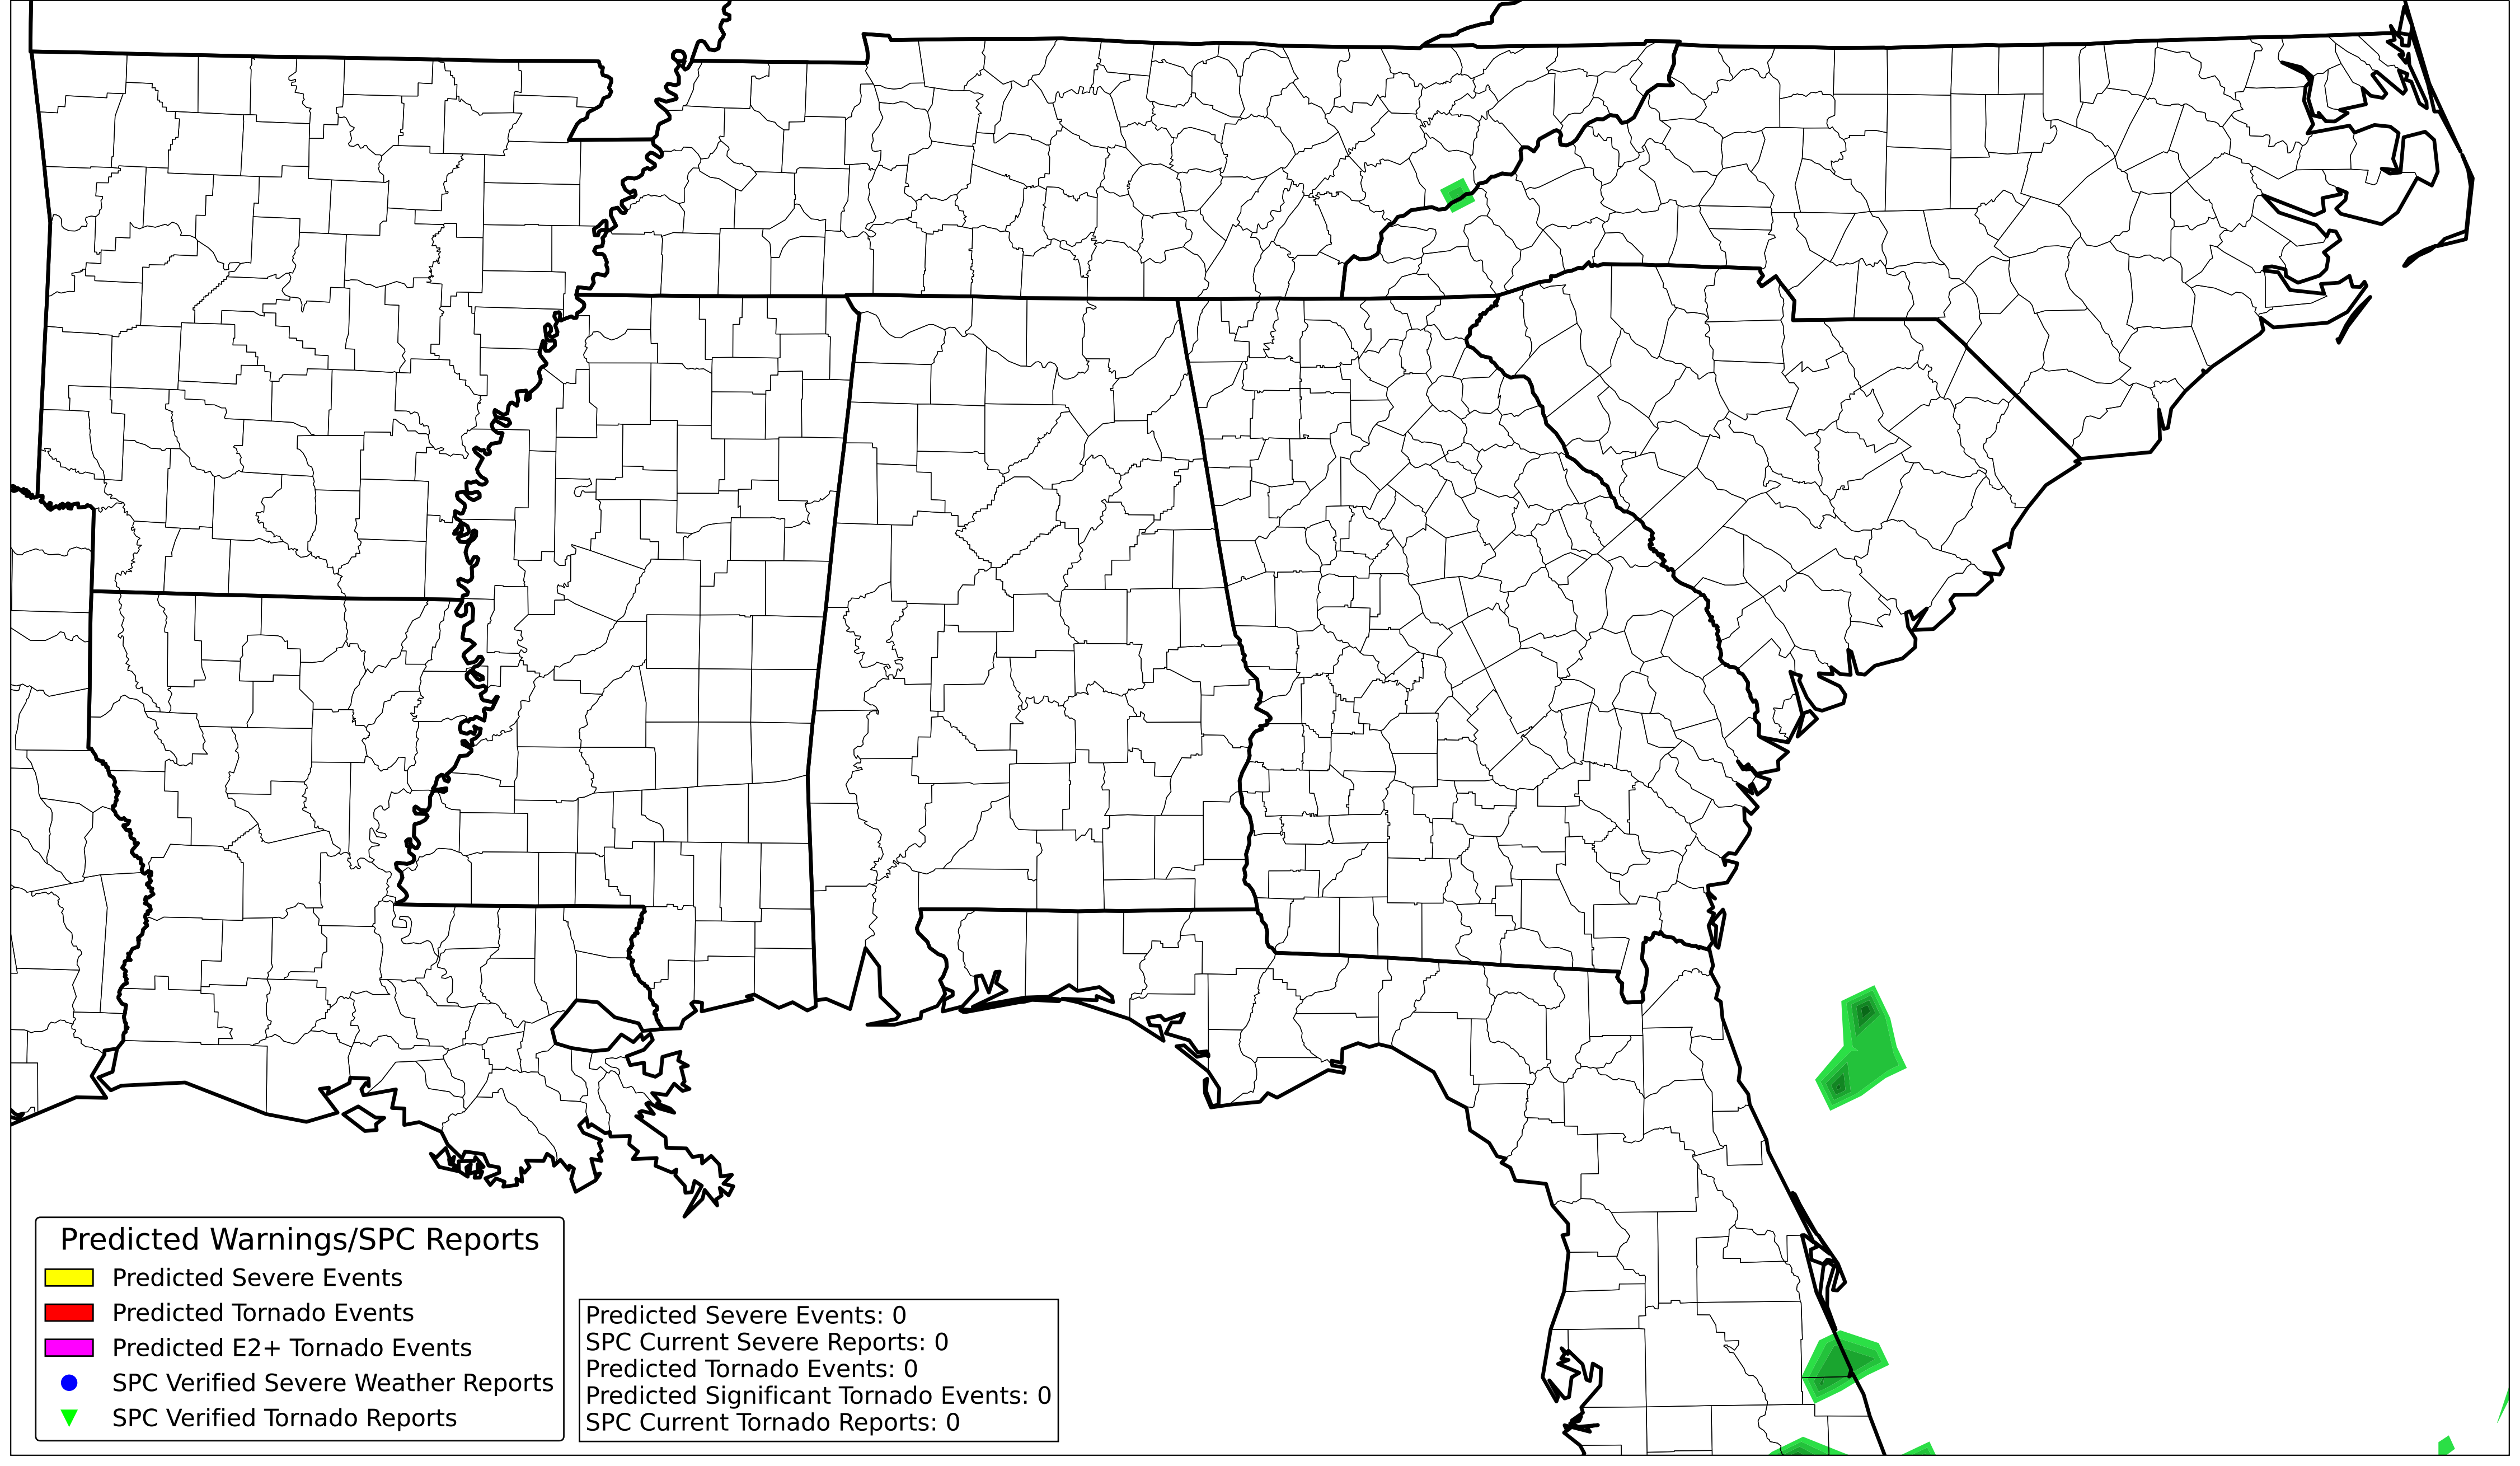 Predicted Warnings/SPC Reports
Predicted Severe Events
Predicted Tornado Events
Predicted E2+ Tornado Events
SPC Verified Severe Weather Reports
SPC Verified Tornado Reports
Predicted Severe Events: 0
SPC Current Severe Reports: 0
Predicted Tornado Events: 0
Predicted Significant Tornado Events: 0
SPC Current Tornado Reports: 0